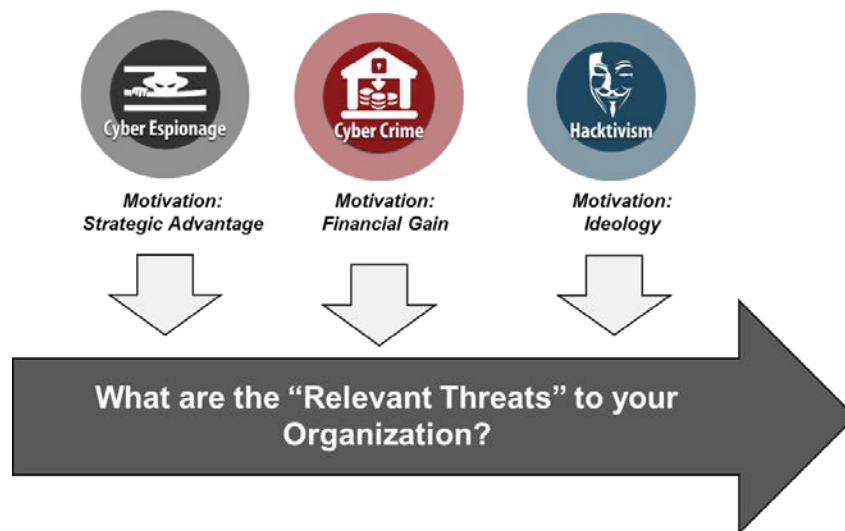 Cyber Espionage
Cyber Crime
Hacktivism
Motivation:
Strategic Advantage
Motivation:
Financial Gain
Motivation:
Ideology
What are the “Relevant Threats” to your
Organization?